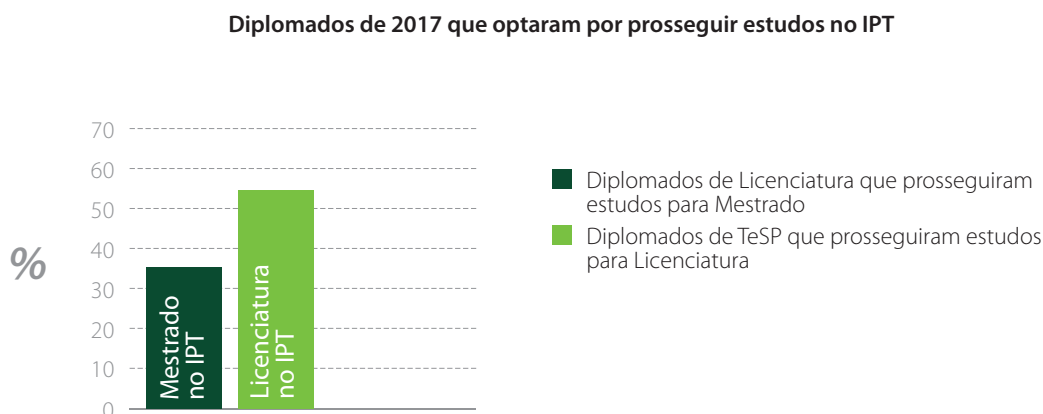 Diplomados de 2017 que optaram por prosseguir estudos no IPT
70
60
50
40
30
20
10
0
%
Mestrado
no IPT
Licenciatura
no IPT
Diplomados de Licenciatura que prosseguiram
estudos para Mestrado
Diplomados de TeSP que prosseguiram estudos
para Licenciatura